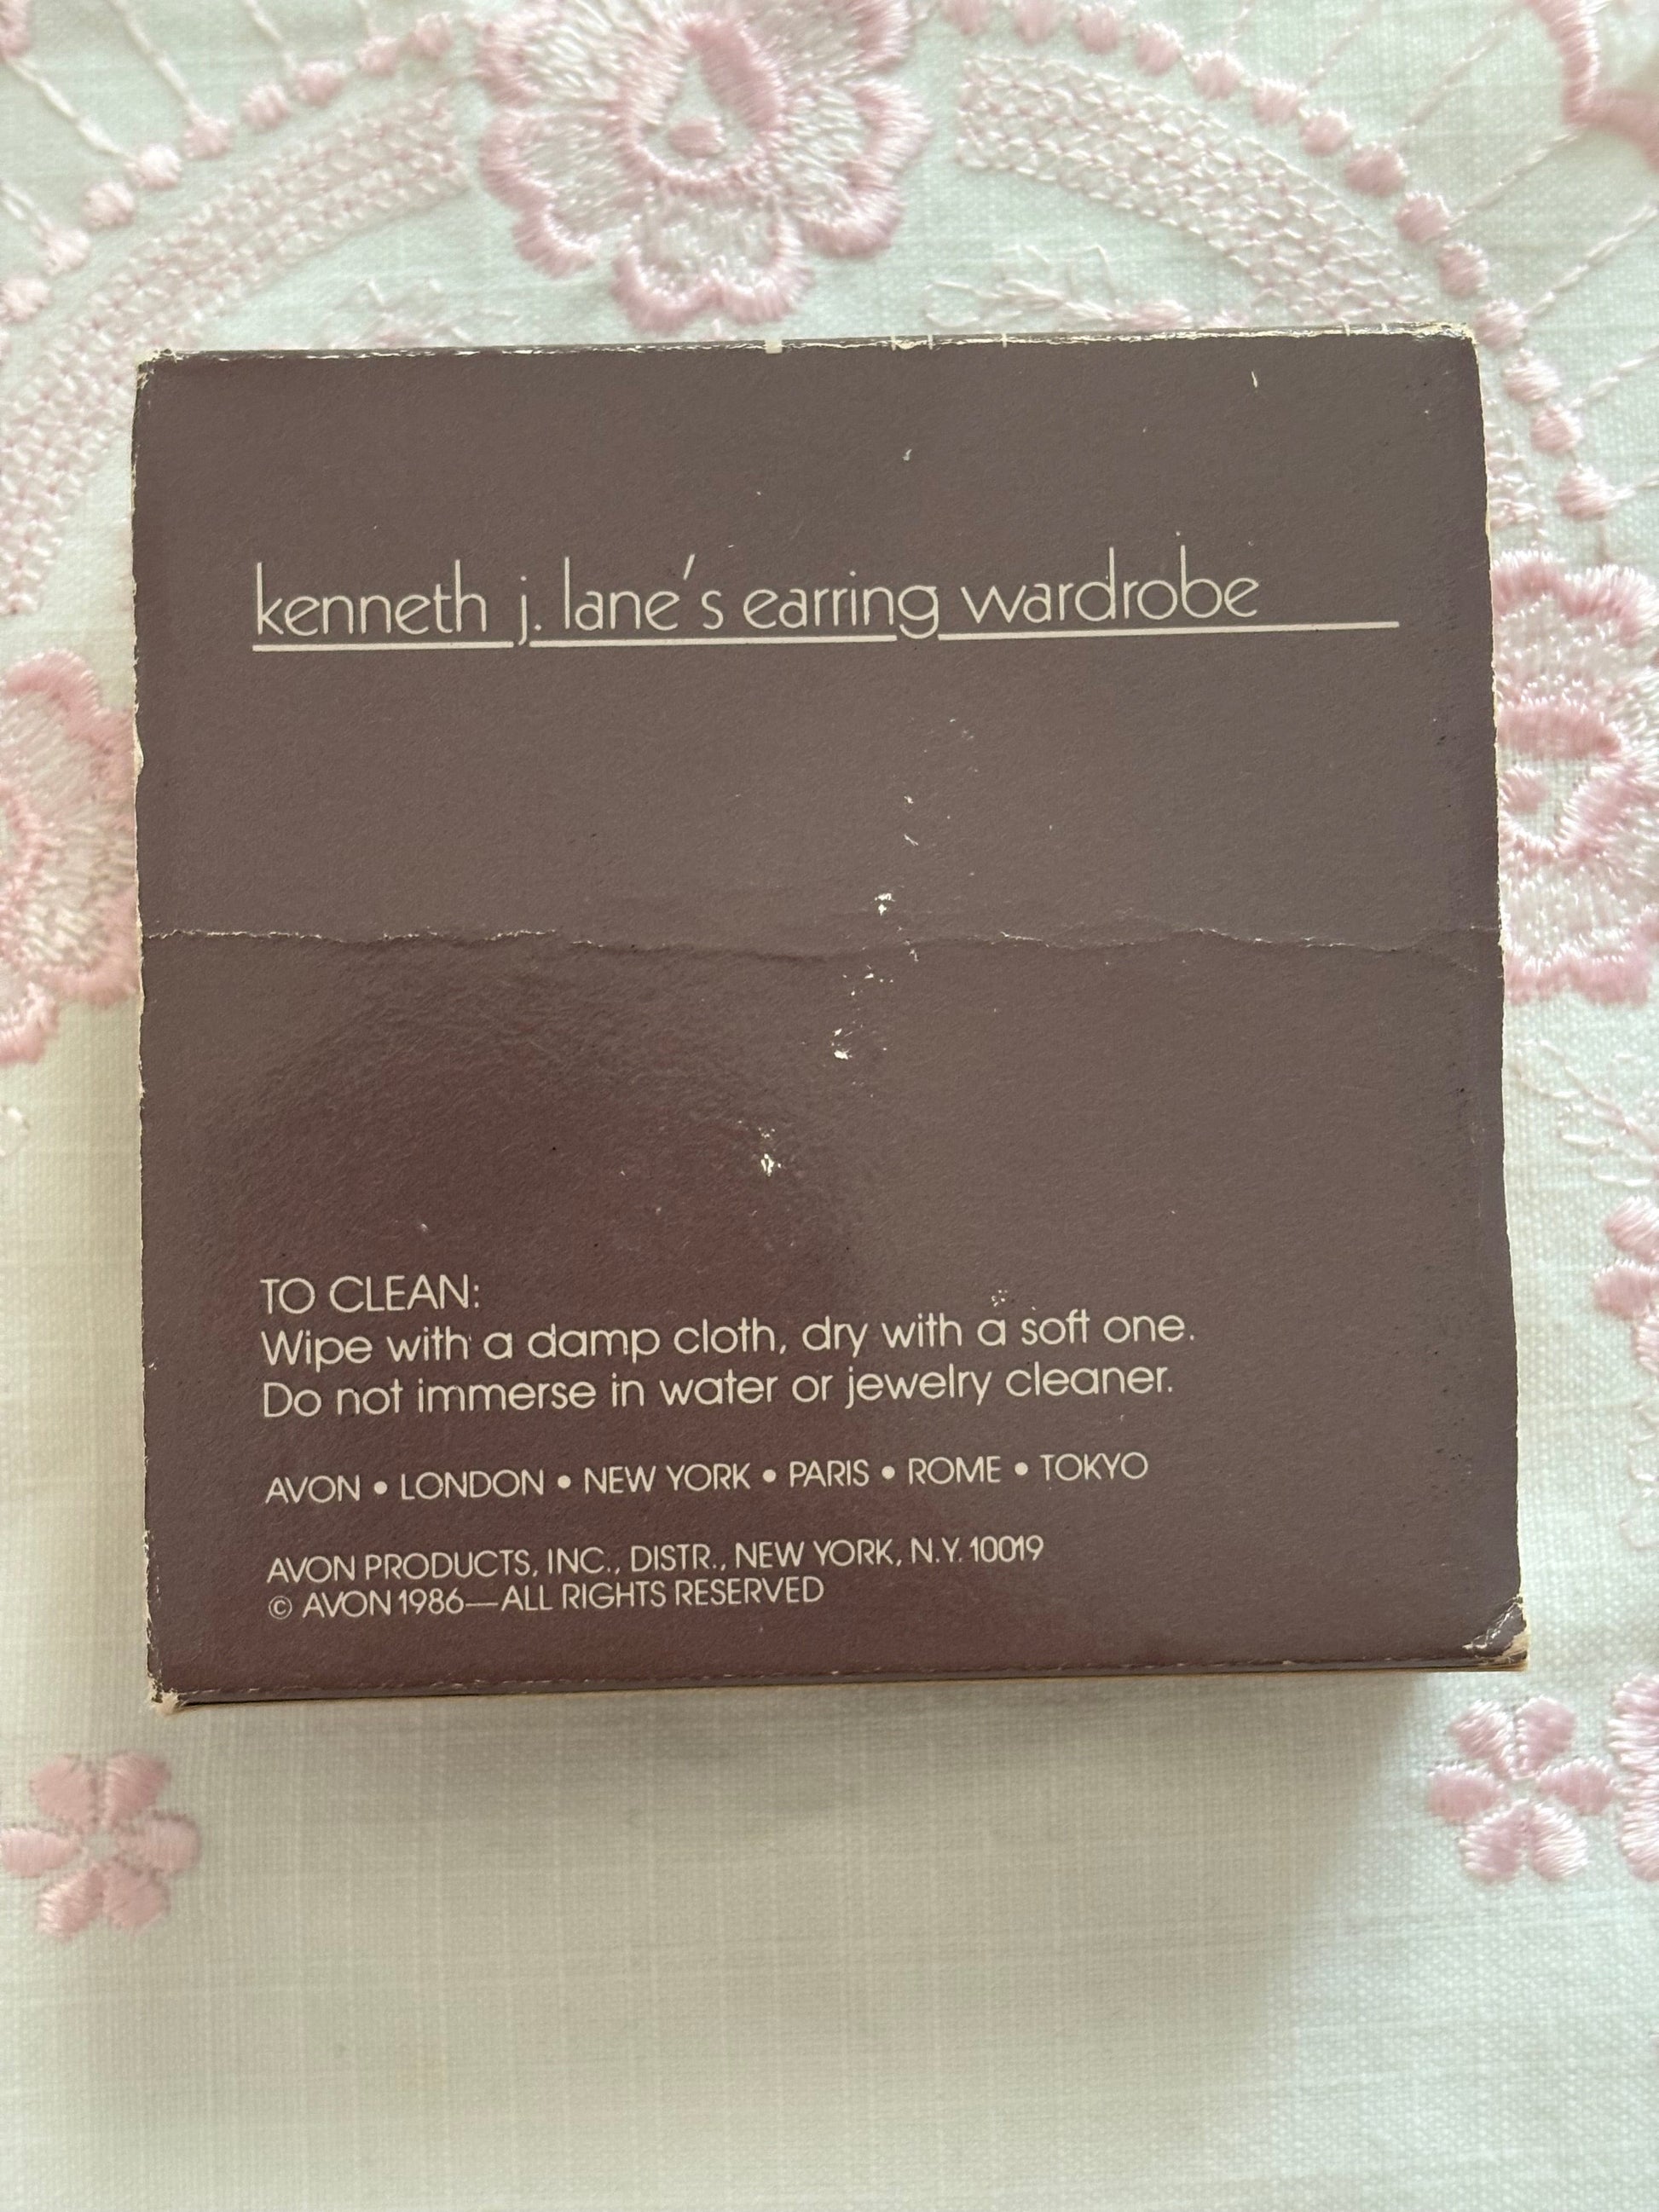 kenneth j. lane's earring wardrobe
TO CLEAN:
Wipe with a damp cloth, dry with a soft one.
Do not immerse in water or jewelry cleaner.
AVON • LONDON • NEW YORK • PARIS • ROME • TOKYO
AVON PRODUCTS, INC., DISTR., NEW YORK, N.Y. 10019
© AVON 1986—ALL RIGHTS RESERVED